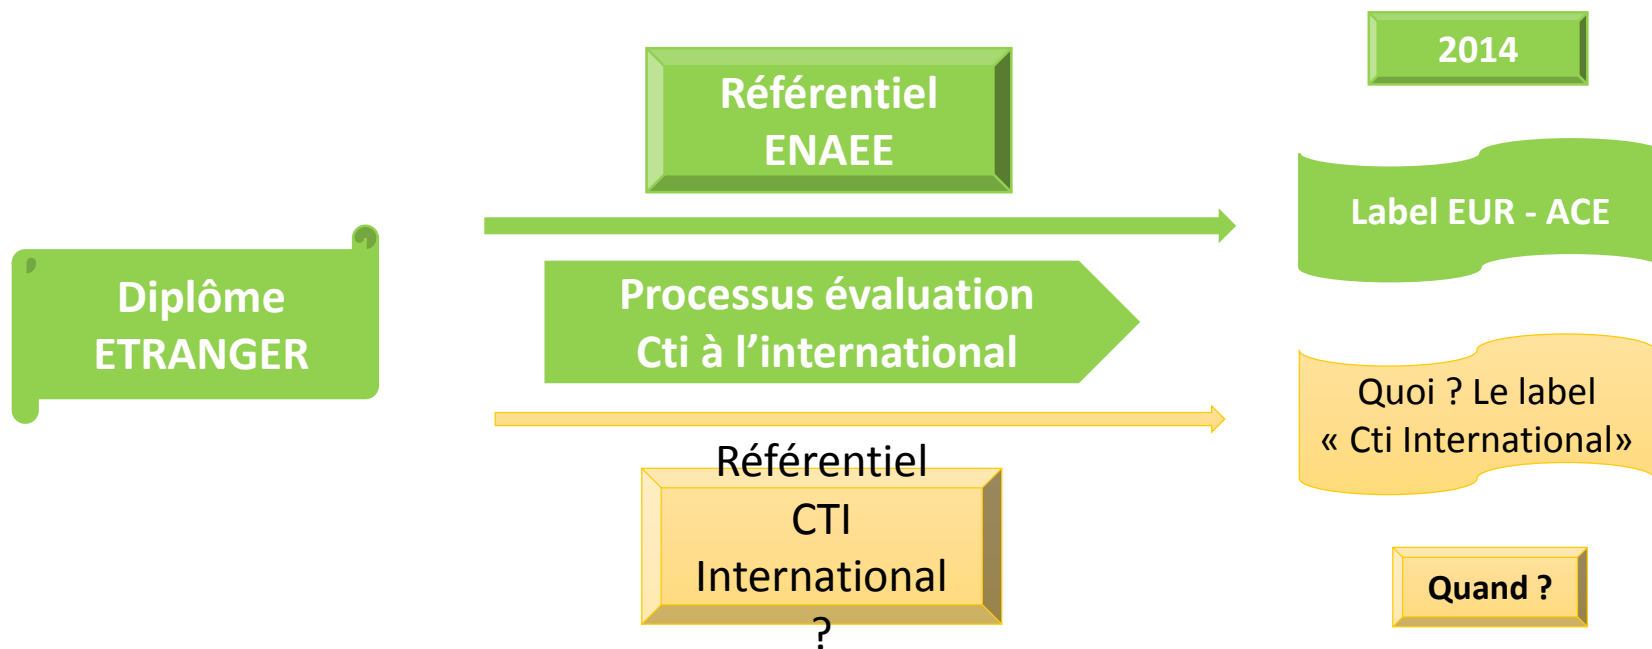 2014
Référentiel
ENAEE
Label EUR - ACE
Diplôme
ETRANGER
Processus évaluation
Cti à l’international
Quoi ? Le label
« Cti International»
Référentiel
CTI
International
?
Quand ?